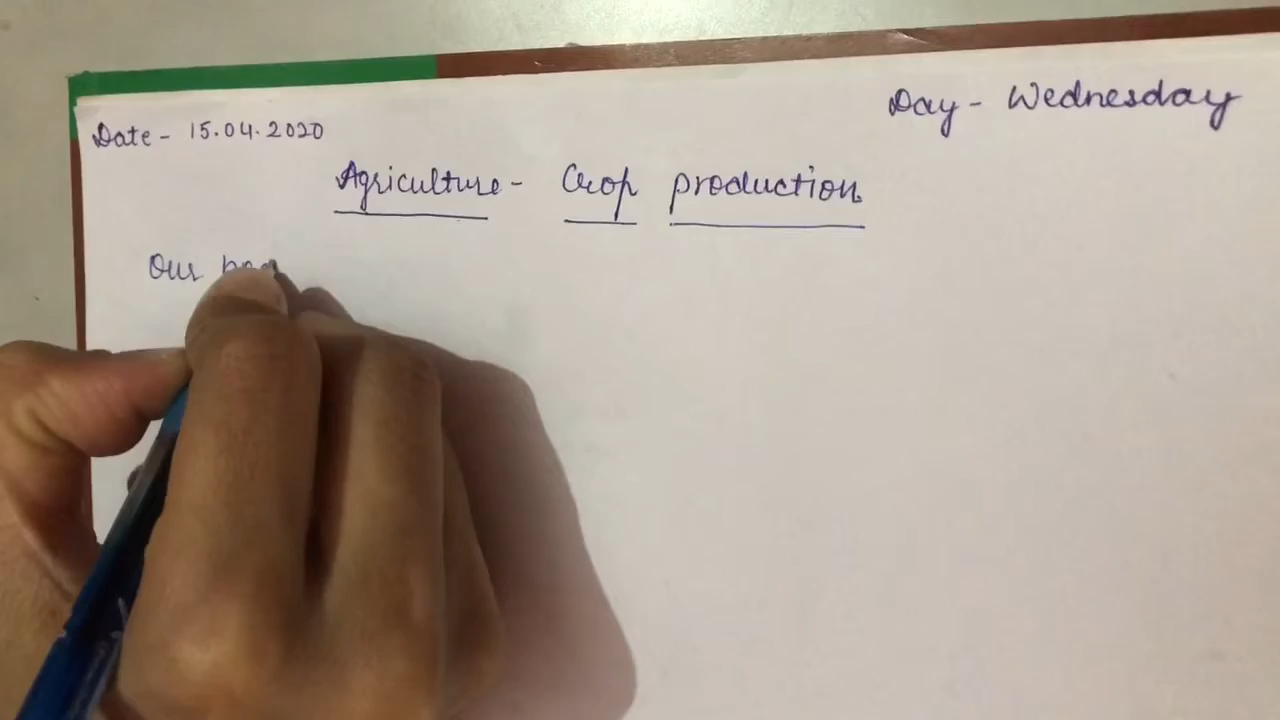 Date - 15.04.2020
Day - Wednesday
Agriculture - Crop production
Our